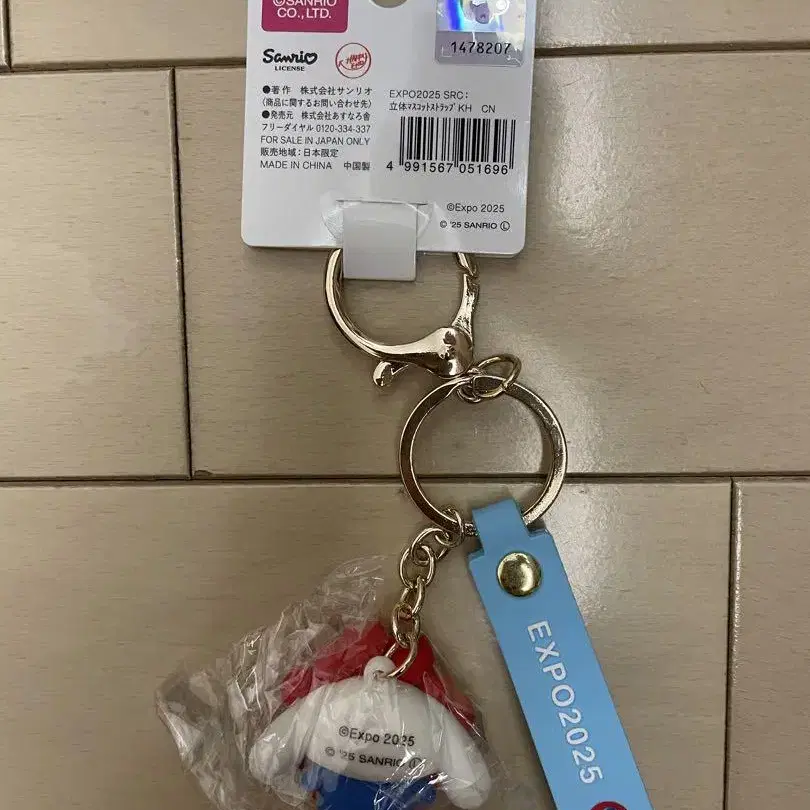 ©SANRIO
CO., LTD.
1478207
Sanrio
LICENSE
●著作 株式会社サンリオ
(商品に関するお問い合わせ先)
●発売元 株式会社あすなろ舎
フリーダイヤル 0120-334-337
FOR SALE IN JAPAN ONLY
販売地域:日本限定
MADE IN CHINA 中国製
EXPO2025 SRC:
立体マスコットストラップKH CN
4 991567 051696
©Expo 2025
© '25 SANRIO Ⓛ
EXPO2025
©Expo 2025
© '25 SANRIO Ⓛ